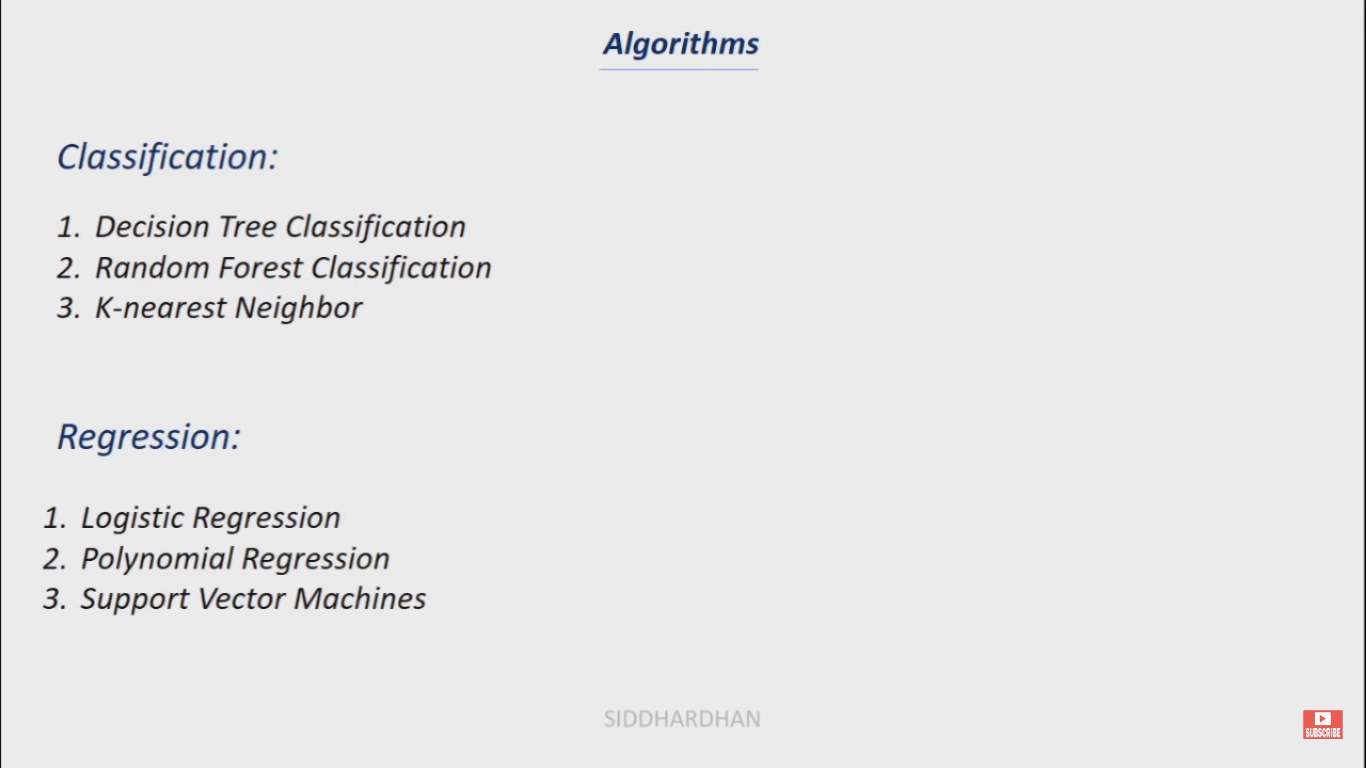 Algorithms
Classification:
1. Decision Tree Classification
2. Random Forest Classification
3. K-nearest Neighbor
Regression:
1. Logistic Regression
2. Polynomial Regression
3. Support Vector Machines
SIDDHARDHAN
SUBSCRIBE